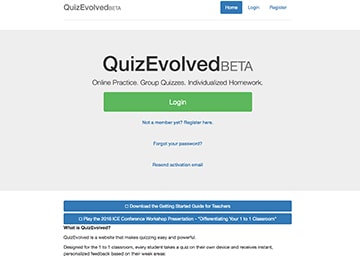 QuizEvolvedBETA Home Login Register
QuizEvolvedBETA
Online Practice. Group Quizzes. Individualized Homework.
Login
Not a member yet? Register here.
Forgot your password?
Resend activation email
Download the Getting Started Guide for Teachers
Play the 2016 ICE Conference Workshop Presentation - "Differentiating Your 1 to 1 Classroom"
What is QuizEvolved?
QuizEvolved is a website that makes quizzing easy and powerful.
Designed for the 1 to 1 classroom, every student takes a quiz on their own device and receives instant,
personalized feedback based on their weak areas.